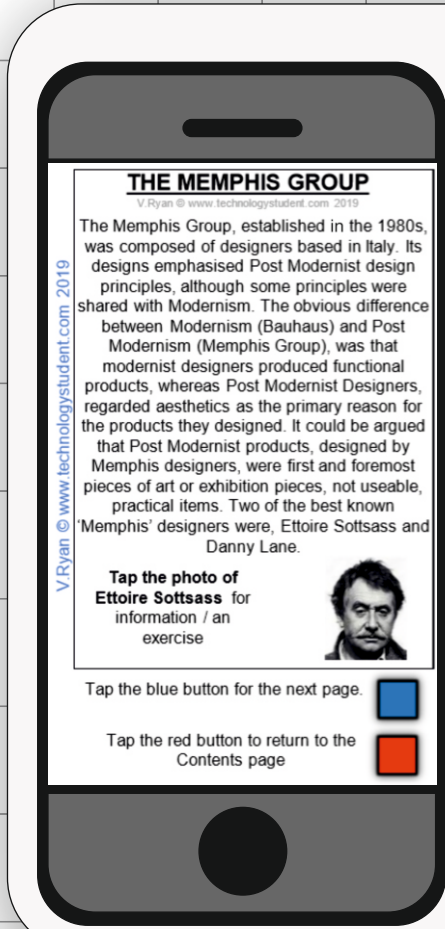 THE MEMPHIS GROUP
V.Ryan © www.technologystudent.com 2019
The Memphis Group, established in the 1980s,
was composed of designers based in Italy. Its
designs emphasised Post Modernist design
principles, although some principles were
shared with Modernism. The obvious difference
between Modernism (Bauhaus) and Post
Modernism (Memphis Group), was that
modernist designers produced functional
products, whereas Post Modernist Designers,
regarded aesthetics as the primary reason for
the products they designed. It could be argued
that Post Modernist products, designed by
Memphis designers, were first and foremost
pieces of art or exhibition pieces, not useable,
practical items. Two of the best known
‘Memphis’ designers were, Ettoire Sottsass and
Danny Lane.
Tap the photo of
Ettoire Sottsass for
information / an
exercise
Tap the blue button for the next page.
Tap the red button to return to the
Contents page
V.Ryan © www.technologystudent.com 2019